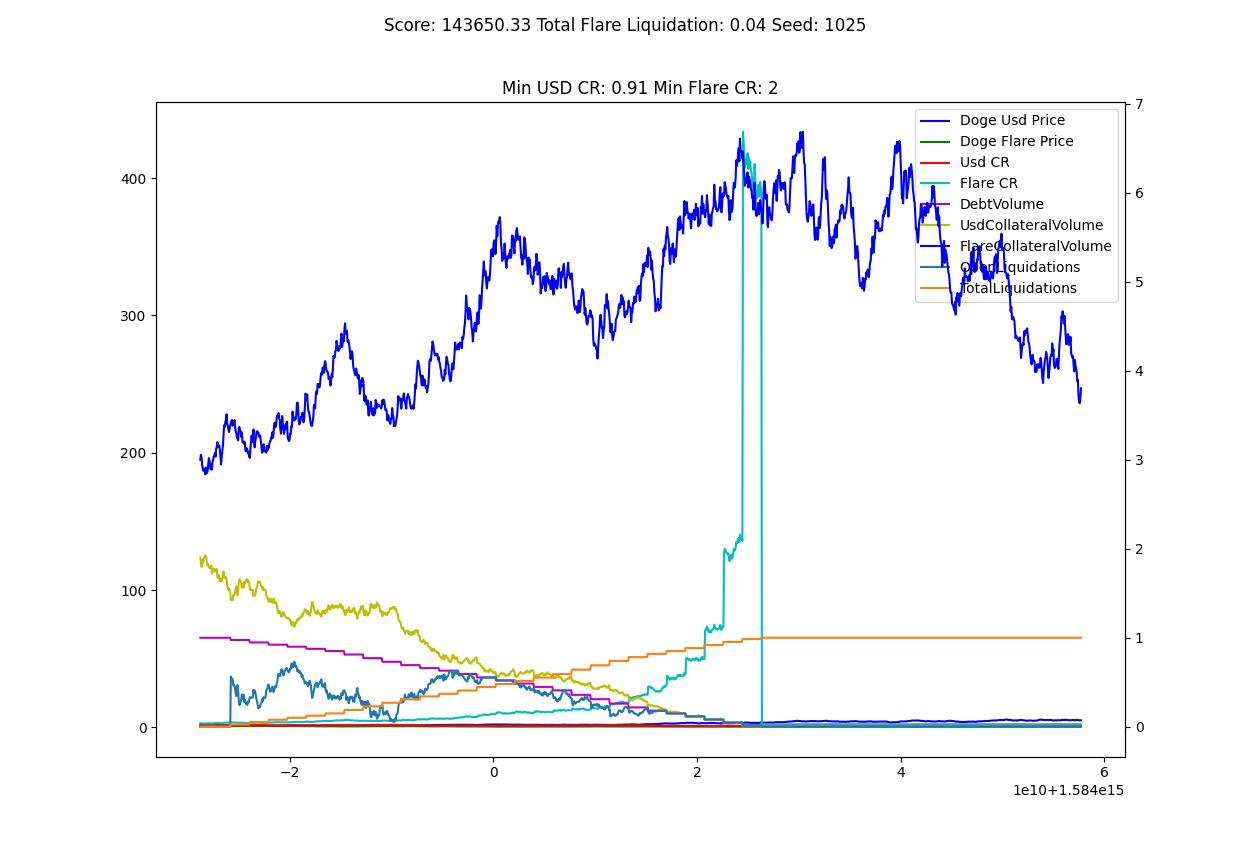 Score: 143650.33 Total Flare Liquidation: 0.04 Seed: 1025
Min USD CR: 0.91 Min Flare CR: 2
Doge Usd Price
Doge Flare Price
Usd CR
Flare CR
DebtVolume
UsdCollateralVolume
FlareCollateralVolume
OpenLiquidations
TotalLiquidations
400
300
200
100
0
7
6
5
4
3
2
1
0
−2
0
2
4
6
1e10+1.584e15